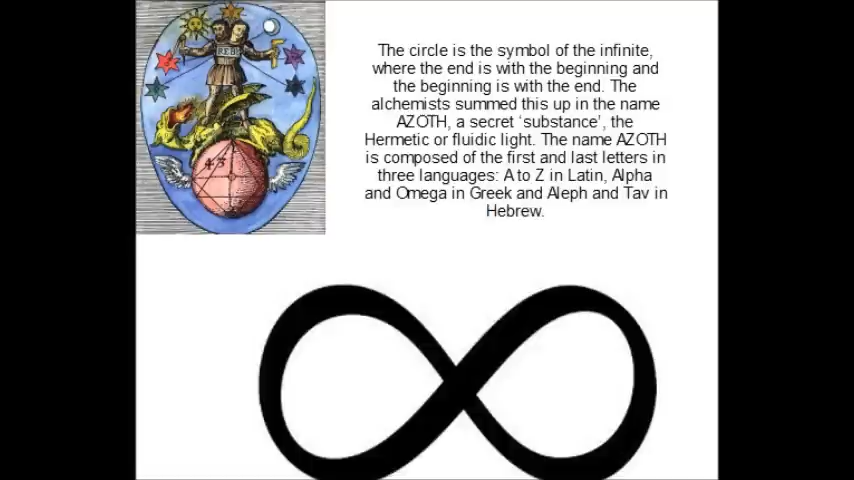 REBIS
The circle is the symbol of the infinite,
where the end is with the beginning and
the beginning is with the end. The
alchemists summed this up in the name
AZOTH, a secret ‘substance’, the
Hermetic or fluidic light. The name AZOTH
is composed of the first and last letters in
three languages: A to Z in Latin, Alpha
and Omega in Greek and Aleph and Tav in
Hebrew.